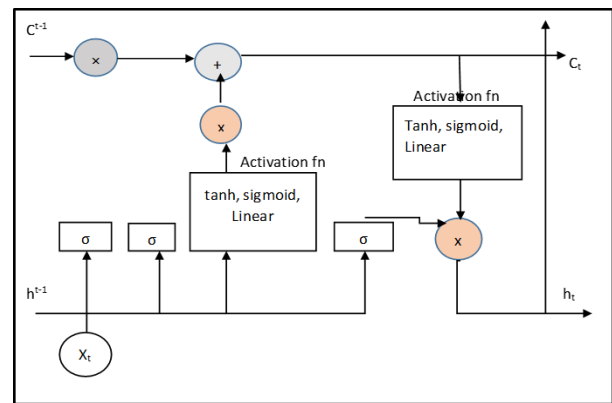 C^t-1
×
+
C_t
Activation fn
Tanh, sigmoid,
Linear
x
Activation fn
tanh, sigmoid,
Linear
σ
σ
σ
x
h^t-1
h_t
X_t